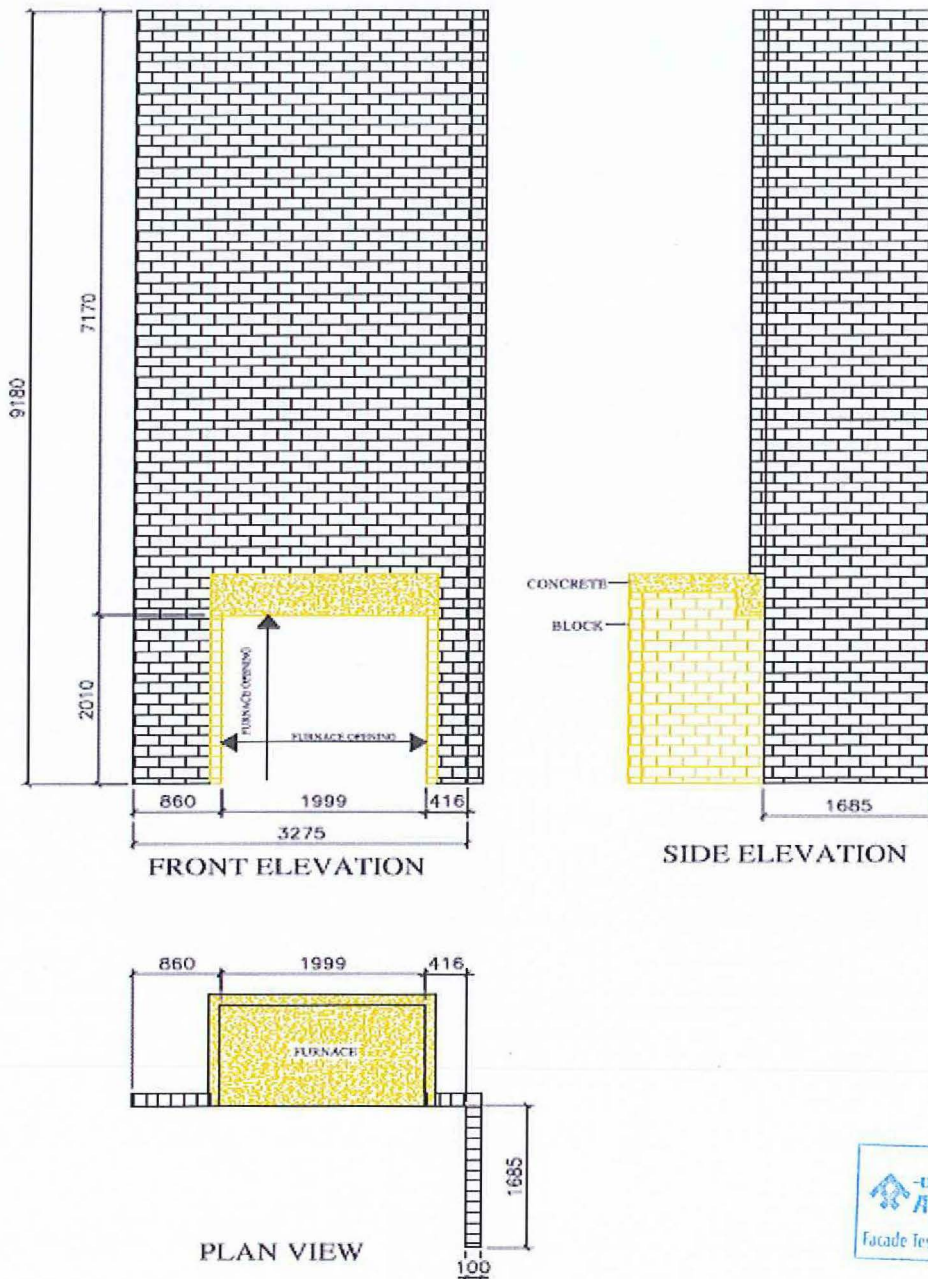 9180
7170
2010
CONCRETE
BLOCK
FURNACE OPENING
FURNACE OPENING
860 1999 416
3275
1685
FRONT ELEVATION
SIDE ELEVATION
860 1999 416
FURNACE
1685
PLAN VIEW
100
Facade